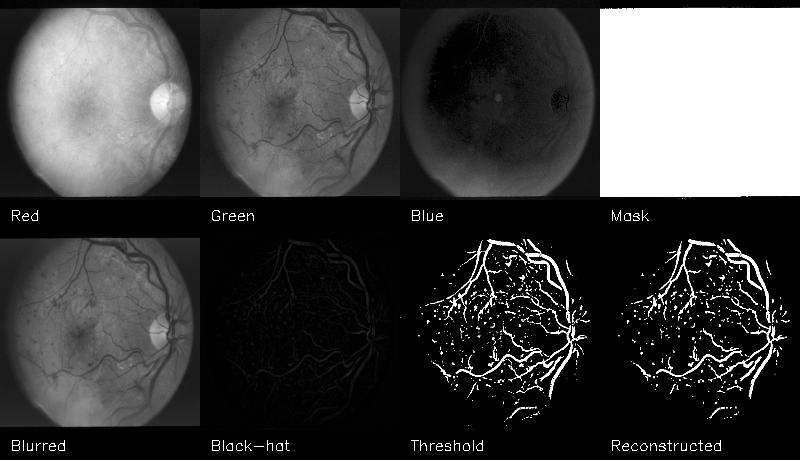 Red
Green
Blue
Mask
Blurred
Black-hat
Threshold
Reconstructed